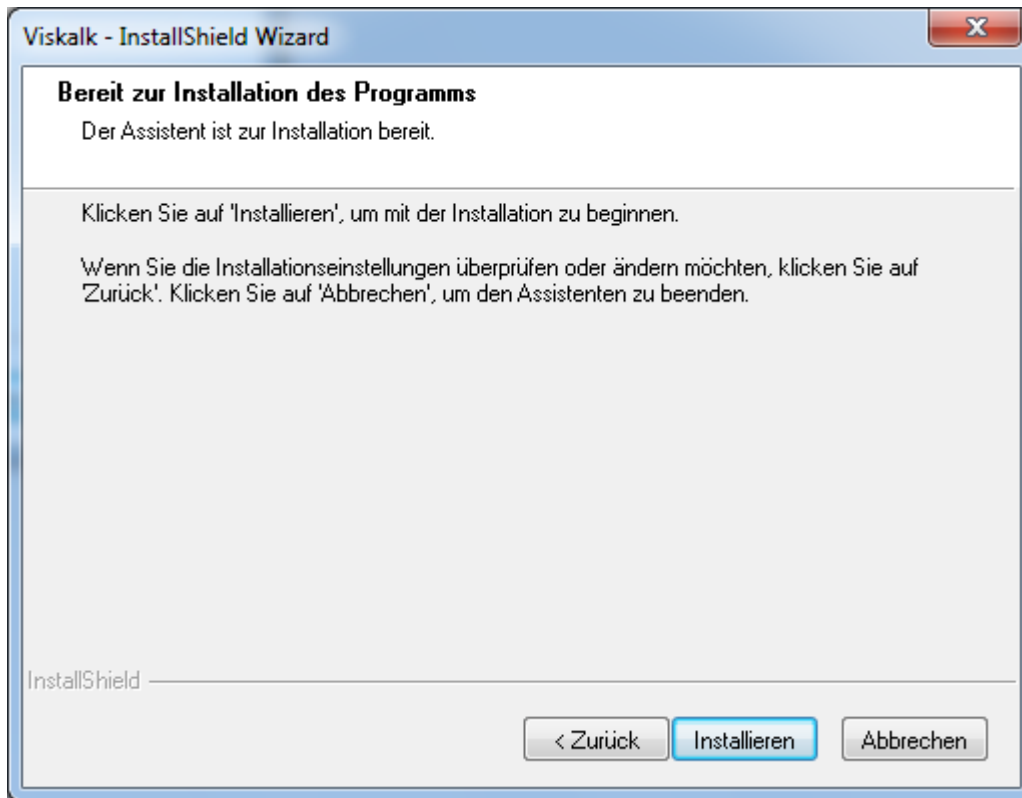 Viskalk - InstallShield Wizard
Bereit zur Installation des Programms
Der Assistent ist zur Installation bereit.
Klicken Sie auf 'Installieren', um mit der Installation zu beginnen.
Wenn Sie die Installationseinstellungen überprüfen oder ändern möchten, klicken Sie auf
'Zurück'. Klicken Sie auf 'Abbrechen', um den Assistenten zu beenden.
InstallShield
< Zurück
Installieren
Abbrechen